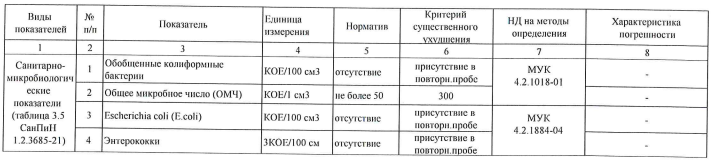 Виды показателей | № п/п | Показатель | Единица измерения | Норматив | Критерий существенного ухудшения | НД на методы определения | Характеристика погрешности
1 | 2 | 3 | 4 | 5 | 6 | 7 | 8
Санитарно-микробиологические показатели (таблица 3.5 СанПиН 1.2.3685-21) | 1 | Обобщенные колиформные бактерии | КОЕ/100 см3 | отсутствие | присутствие в повторн.пробе | МУК 4.2.1018-01 | -
2 | Общее микробное число (ОМЧ) | КОЕ/1 см3 | не более 50 | 300 | -
3 | Escherichia coli (E.coli) | КОЕ/100 см3 | отсутствие | присутствие в повторн.пробе | МУК 4.2.1884-04 | -
4 | Энтерококки | 3КОЕ/100 см | отсутствие | присутствие в повторн.пробе | -